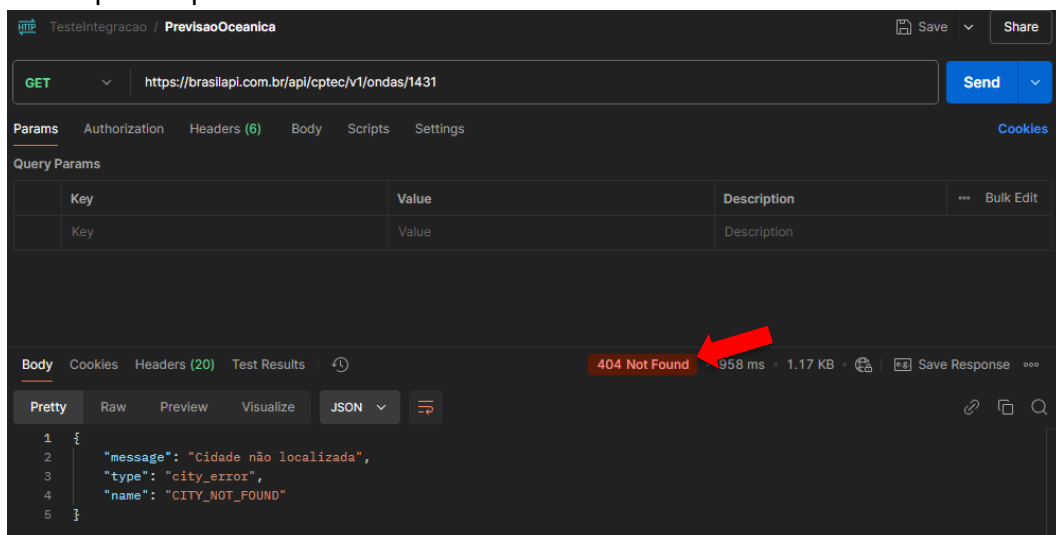 HTTP TesteIntegracao / PrevisaoOceanica Save Share
GET https://brasilapi.com.br/api/cptec/v1/ondas/1431 Send
Params Authorization Headers (6) Body Scripts Settings Cookies
Query Params
Key Value Description Bulk Edit
Key Value Description
Body Cookies Headers (20) Test Results 404 Not Found 958 ms 1.17 KB e.g. Save Response
Pretty Raw Preview Visualize JSON
1 {
2 "message": "Cidade não localizada",
3 "type": "city_error",
4 "name": "CITY_NOT_FOUND"
5 }